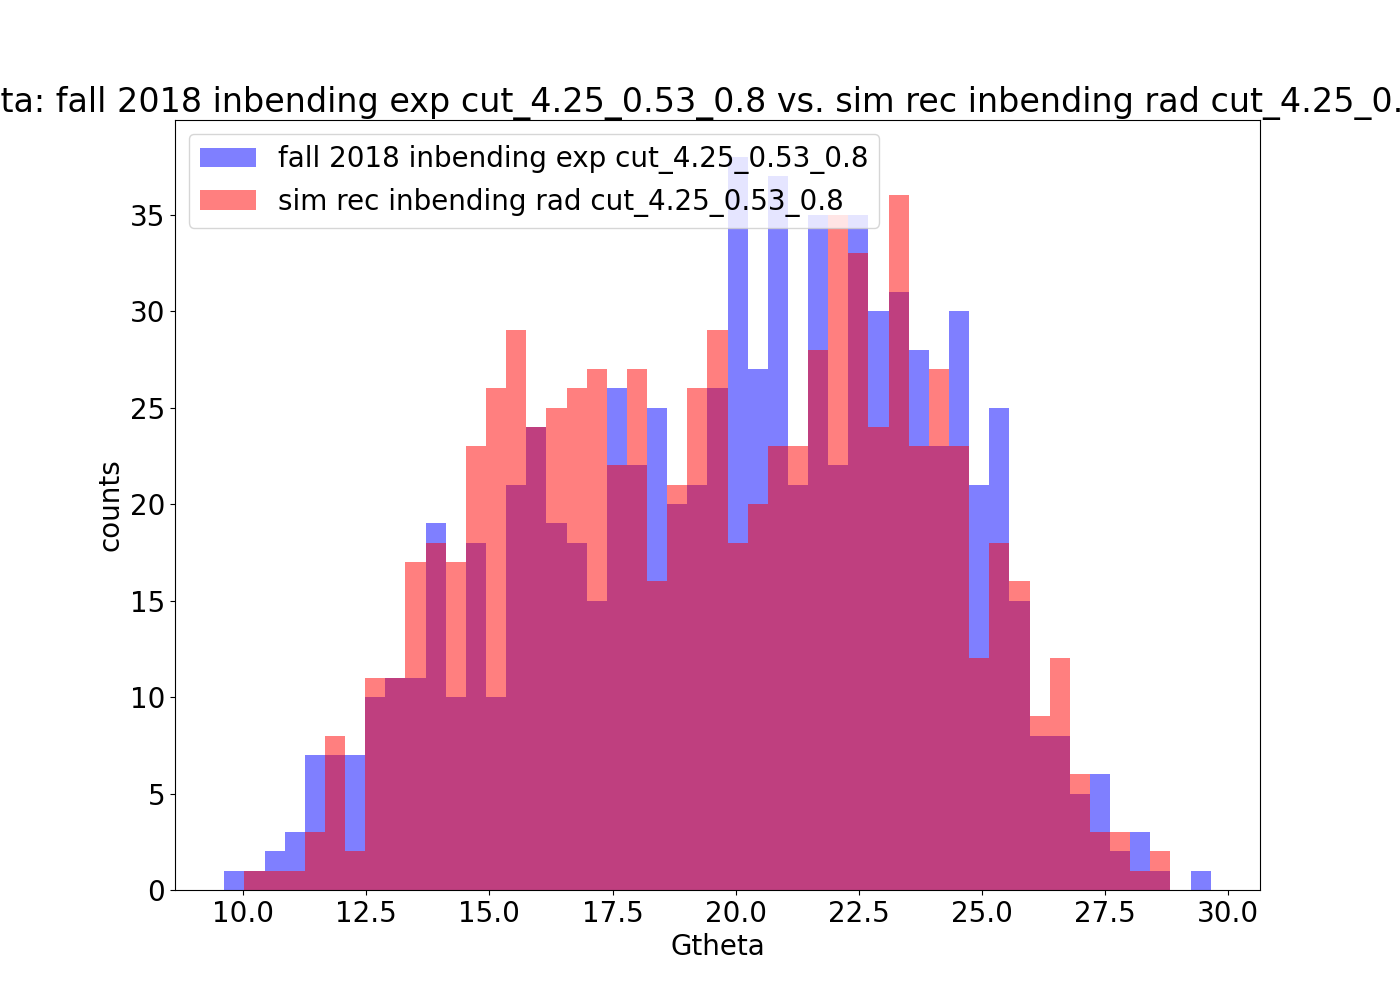 ta: fall 2018 inbending exp cut_4.25_0.53_0.8 vs. sim rec inbending rad cut_4.25_0.
fall 2018 inbending exp cut_4.25_0.53_0.8
sim rec inbending rad cut_4.25_0.53_0.8
35
30
25
20
15
10
5
0
counts
10.0 12.5 15.0 17.5 20.0 22.5 25.0 27.5 30.0
Gtheta